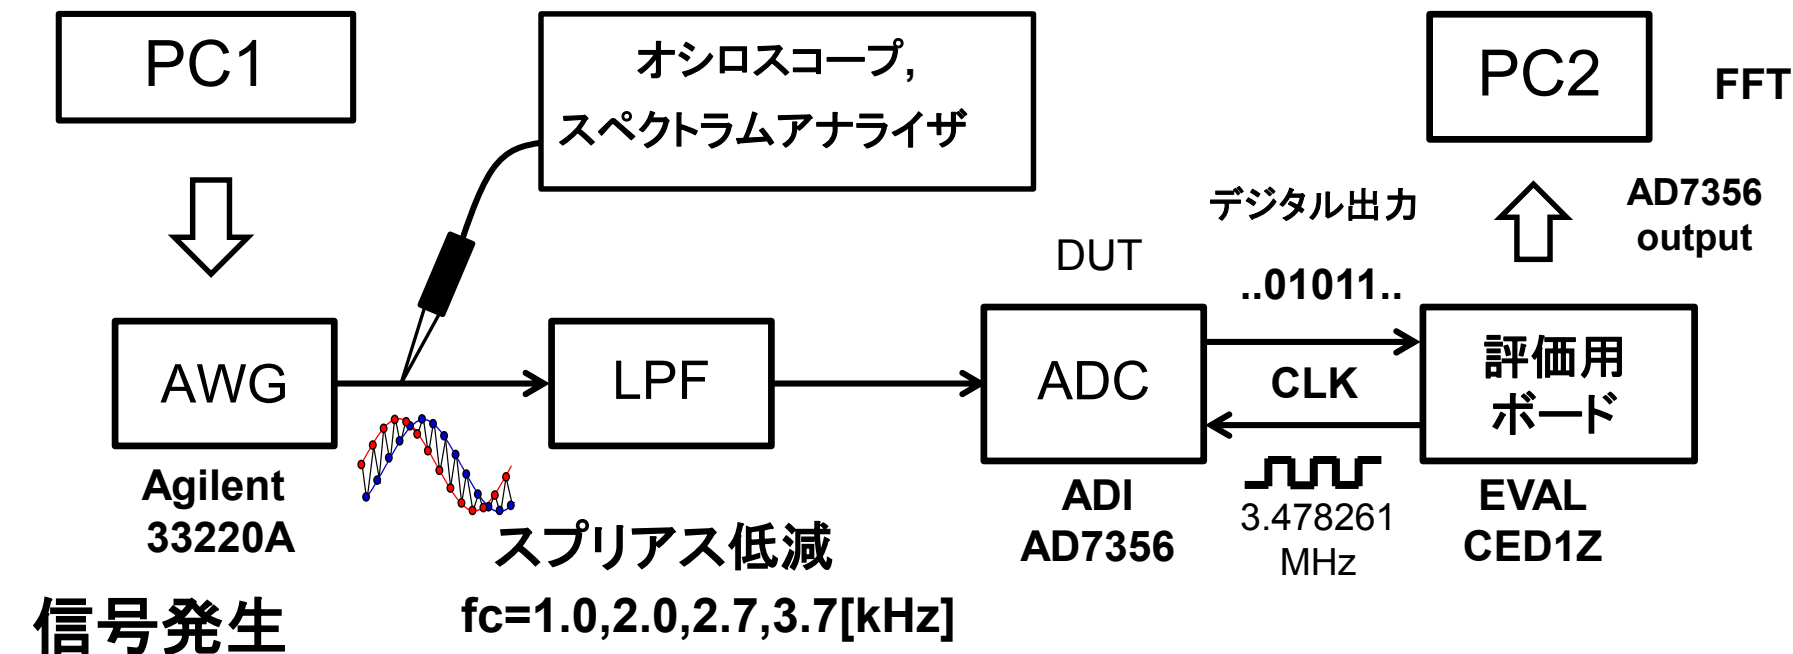 PC1
オシロスコープ,
スペクトラムアナライザ
PC2
FFT
AD7356
output
デジタル出力
..01011..
DUT
AWG
LPF
ADC
CLK
評価用
ボード
Agilent
33220A
スプリアス低減
fc=1.0,2.0,2.7,3.7[kHz]
ADI
AD7356
3.478261
MHz
EVAL
CED1Z
信号発生